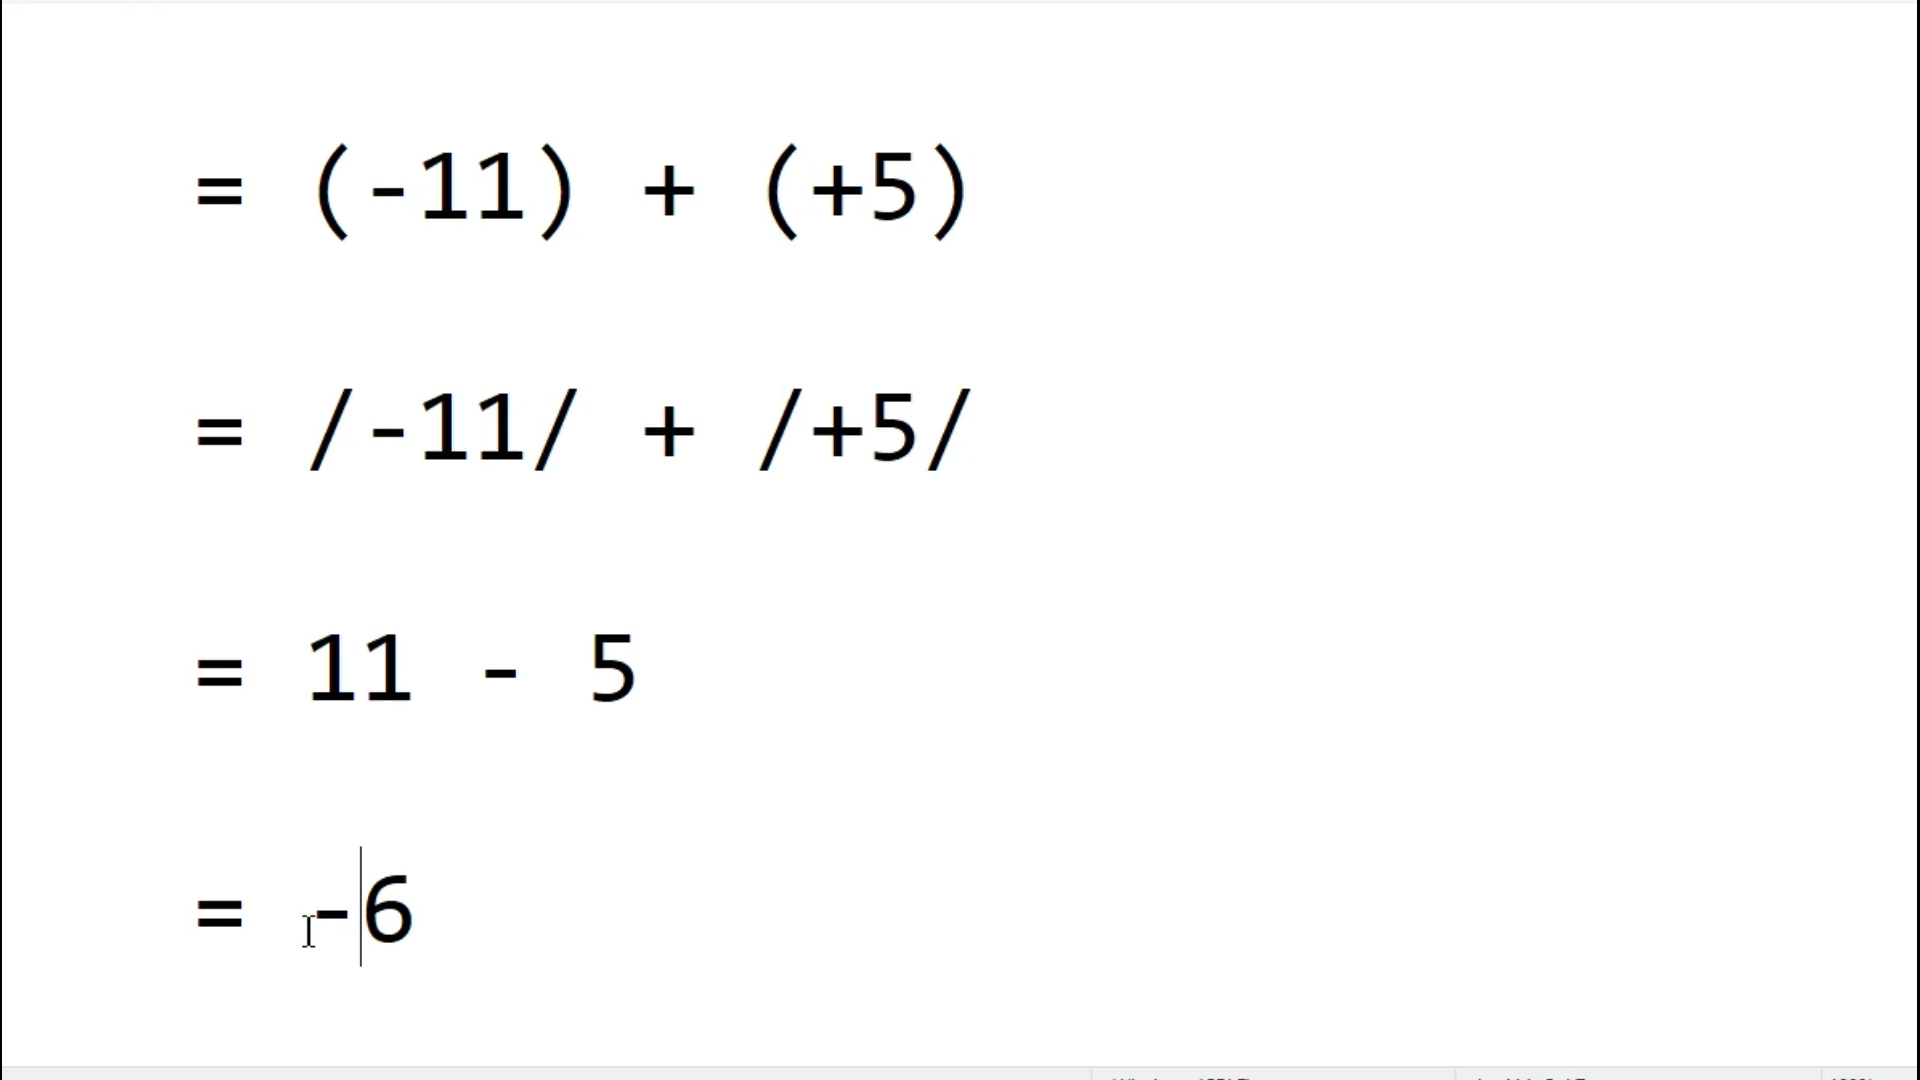 = (-11) + (+5)
= /-11/ + /+5/
= 11 - 5
= -6